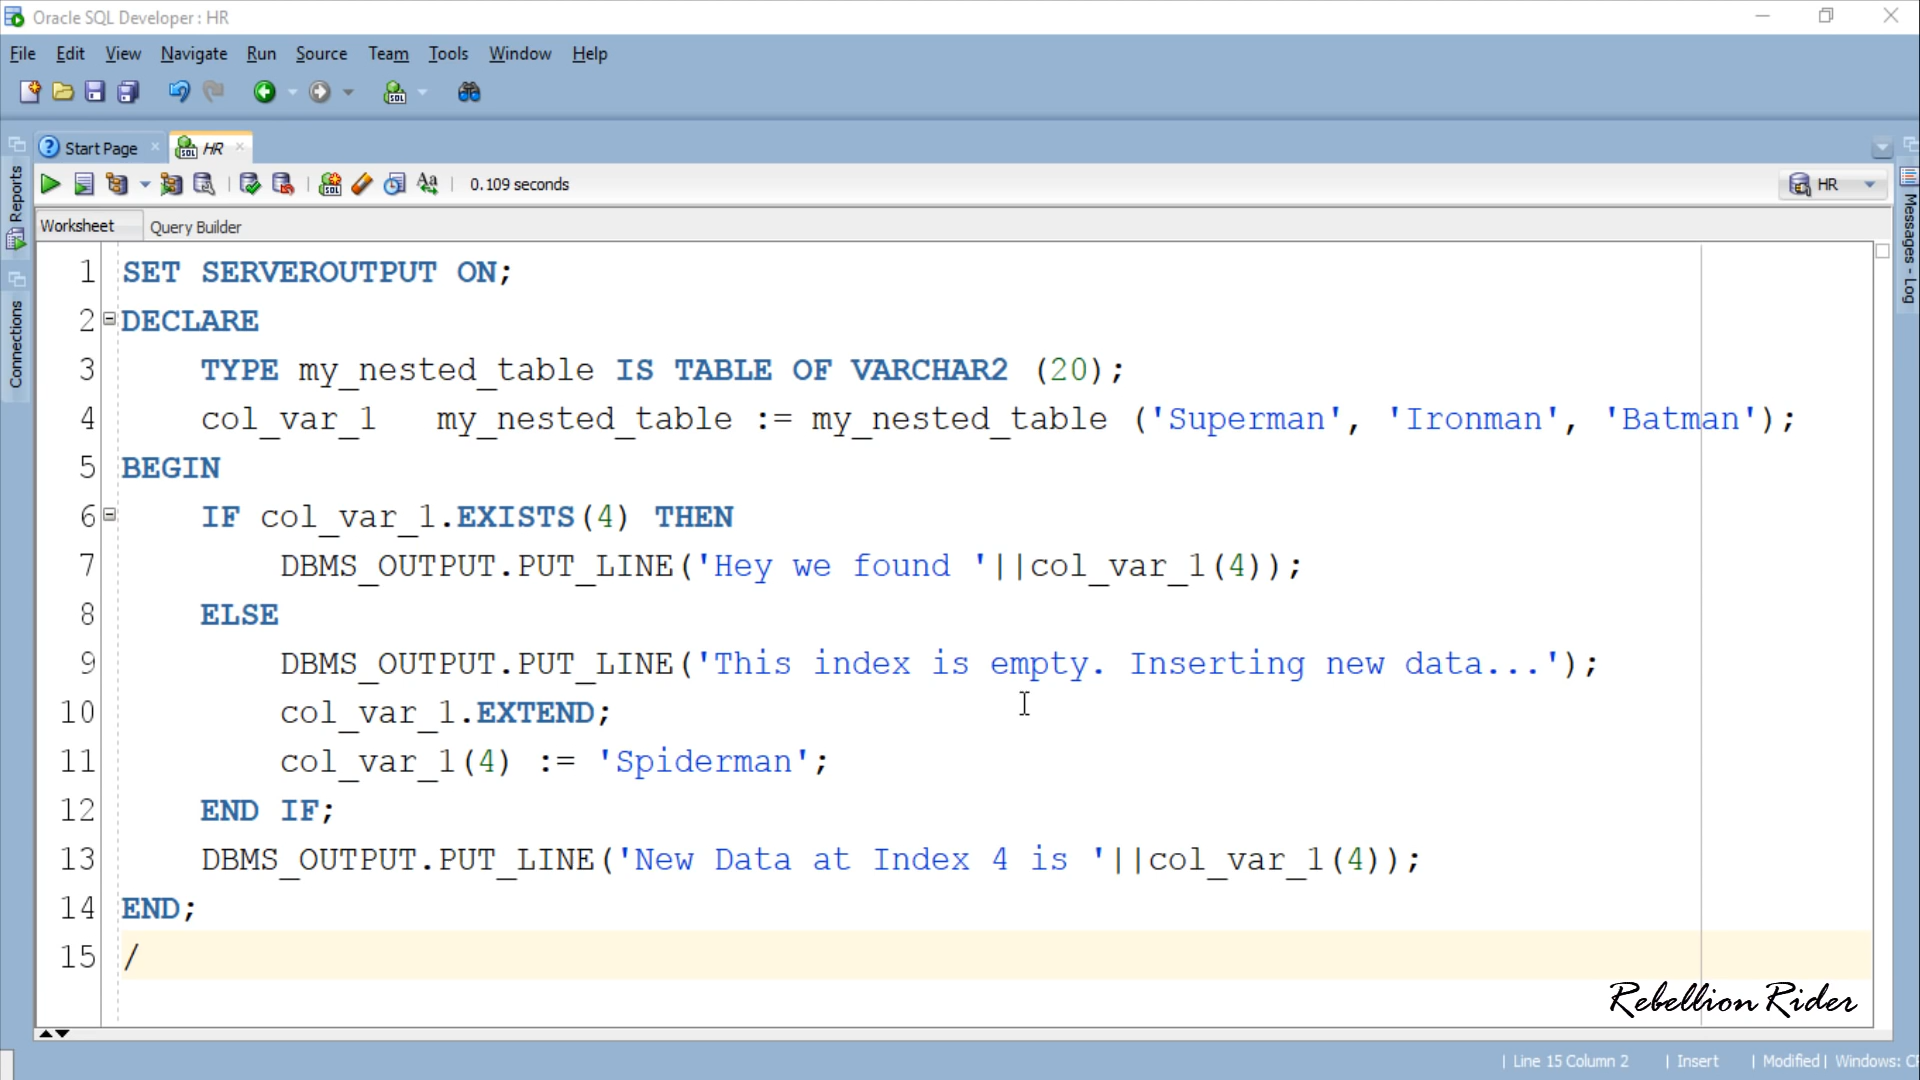 Oracle SQL Developer : HR
File Edit View Navigate Run Source Team Tools Window Help
Start Page HR
0.109 seconds
HR
Worksheet Query Builder
Reports
Connections
Messages - Log
1 SET SERVEROUTPUT ON;
2 DECLARE
3 TYPE my_nested_table IS TABLE OF VARCHAR2 (20);
4 col_var_1 my_nested_table := my_nested_table ('Superman', 'Ironman', 'Batman');
5 BEGIN
6 IF col_var_1.EXISTS(4) THEN
7 DBMS_OUTPUT.PUT_LINE('Hey we found '||col_var_1(4));
8 ELSE
9 DBMS_OUTPUT.PUT_LINE('This index is empty. Inserting new data...');
10 col_var_1.EXTEND;
11 col_var_1(4) := 'Spiderman';
12 END IF;
13 DBMS_OUTPUT.PUT_LINE('New Data at Index 4 is '||col_var_1(4));
14 END;
15 /
Rebellion Rider
| Line 15 Column 2 | Insert | Modified | Windows: